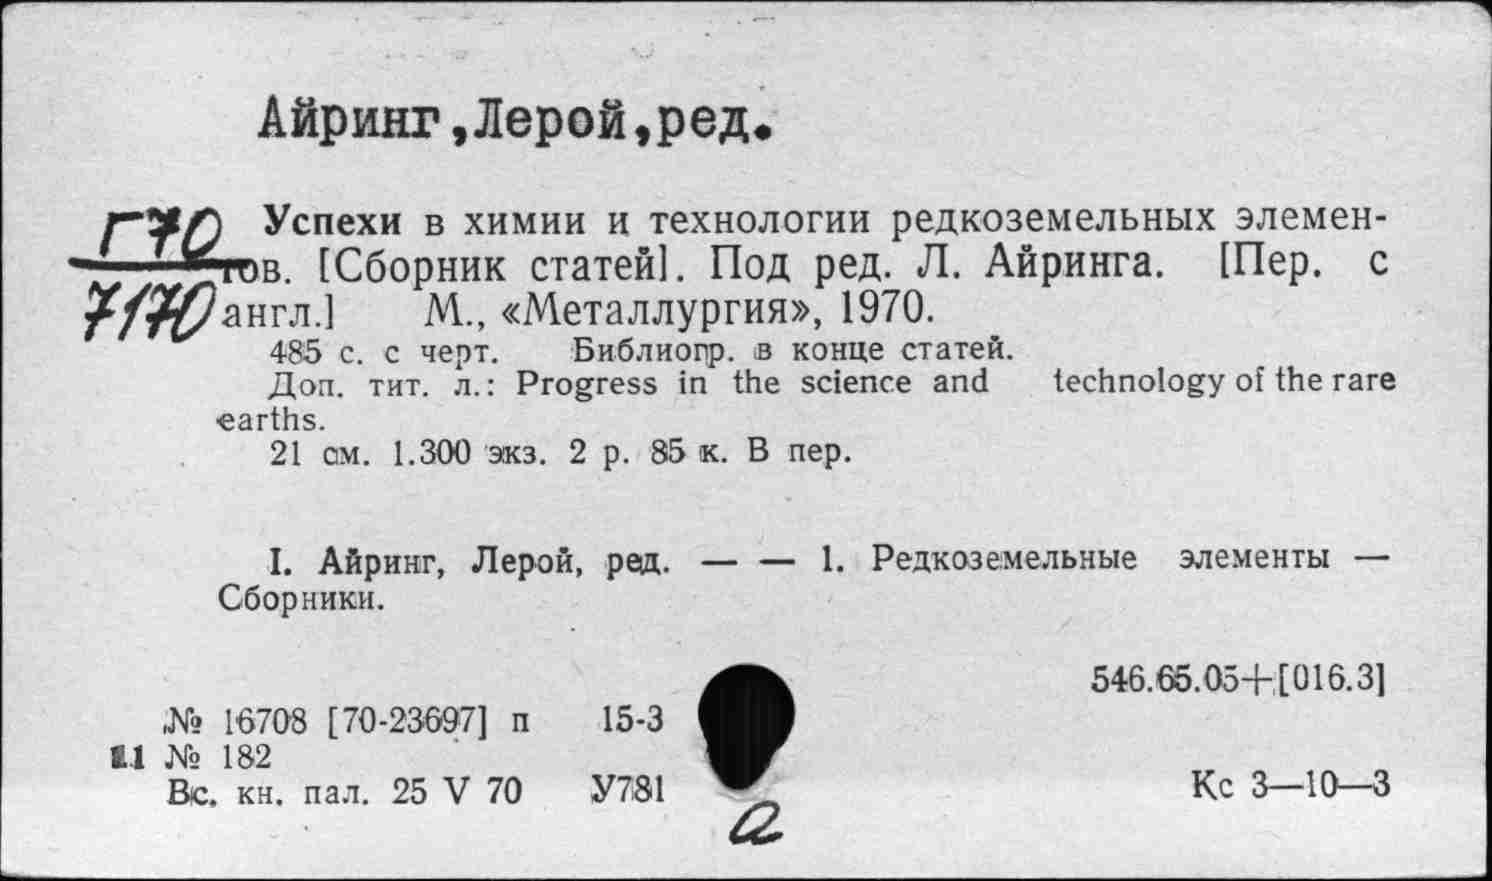 Айринг,Лерой,ред.
Г70
7170
Успехи в химии и технологии редкоземельных элемен-
тов. [Сборник статей]. Под ред. Л. Айринга. [Пер. с
англ.] М., «Металлургия», 1970.
485 с. с черт. Библиогр. в конце статей.
Доп. тит. л.: Progress in the science and technology of the rare
earths.
21 см. 1.300 экз. 2 р. 85 к. В пер.
I. Айринг, Лерой, ред. — — 1. Редкоземельные элементы —
Сборники.
546.65.05+[016.3]
№ 16708 [70-23697] п 15-3
11 № 182
Вс. кн. пал. 25 V 70 У781
Кс 3—10—3
а